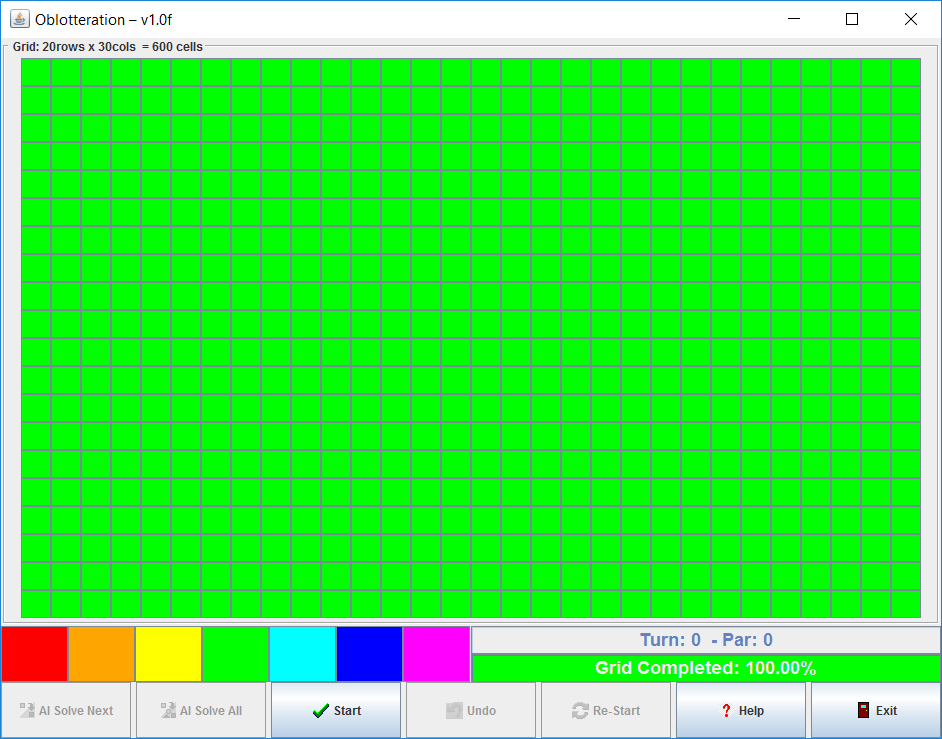 Oblotteration – v1.0f
Grid: 20rows x 30cols  = 600 cells
Turn: 0  - Par: 0
Grid Completed: 100.00%
AI Solve Next
AI Solve All
Start
Undo
Re-Start
Help
Exit